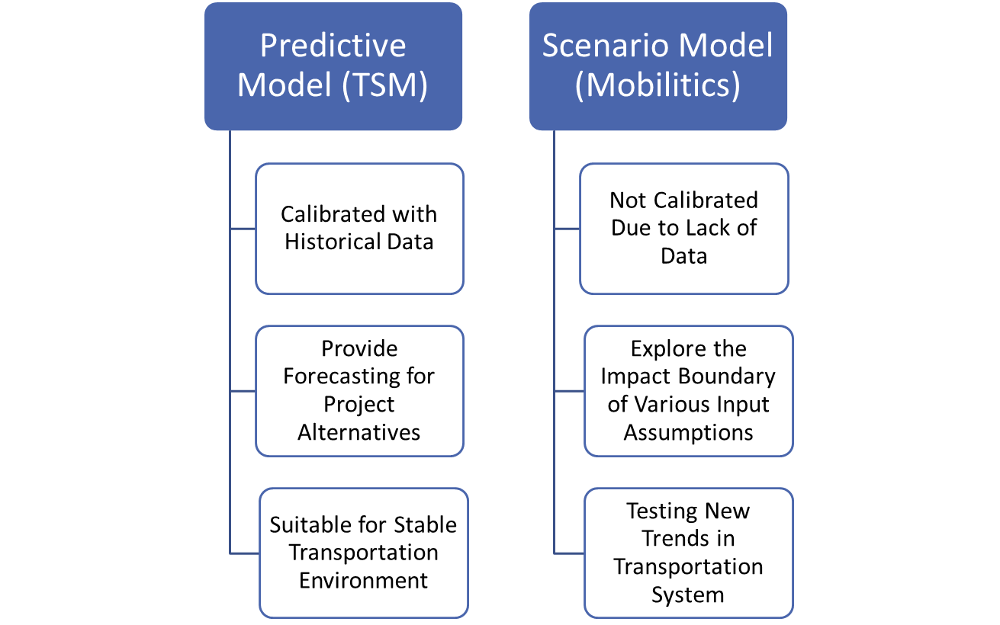 Predictive
Model (TSM)
Calibrated with
Historical Data
Provide
Forecasting for
Project
Alternatives
Suitable for Stable
Transportation
Environment
Scenario Model
(Mobilitics)
Not Calibrated
Due to Lack of
Data
Explore the
Impact Boundary
of Various Input
Assumptions
Testing New
Trends in
Transportation
System